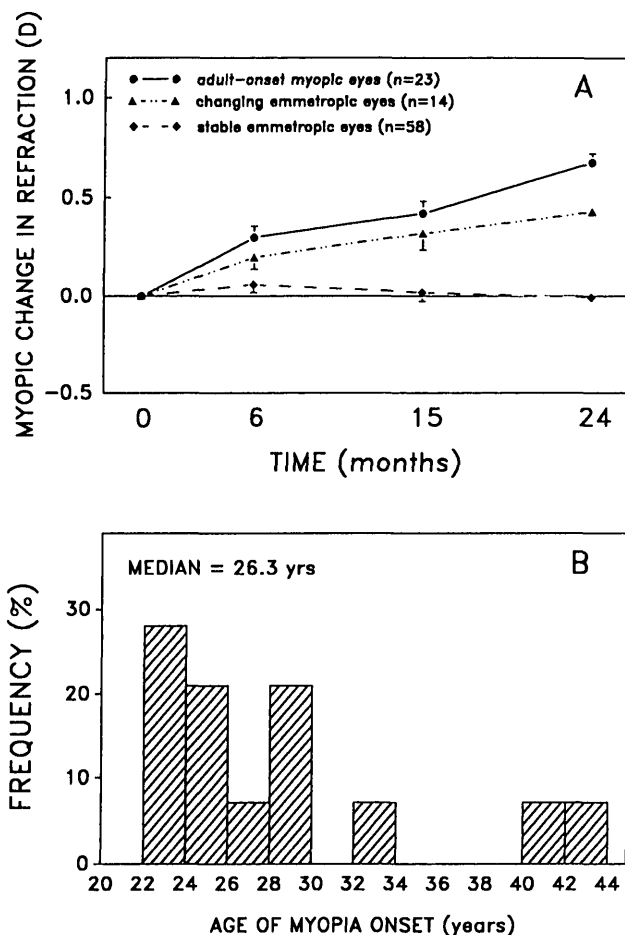 MYOPIC CHANGE IN REFRACTION (D)
A
adult-onset myopic eyes (n=23)
changing emmetropic eyes (n=14)
stable emmetropic eyes (n=58)
1.0
0.5
0.0
-0.5
0 6 15 24
TIME (months)
B
MEDIAN = 26.3 yrs
FREQUENCY (%)
30
20
10
0
20 22 24 26 28 30 32 34 36 38 40 42 44
AGE OF MYOPIA ONSET (years)